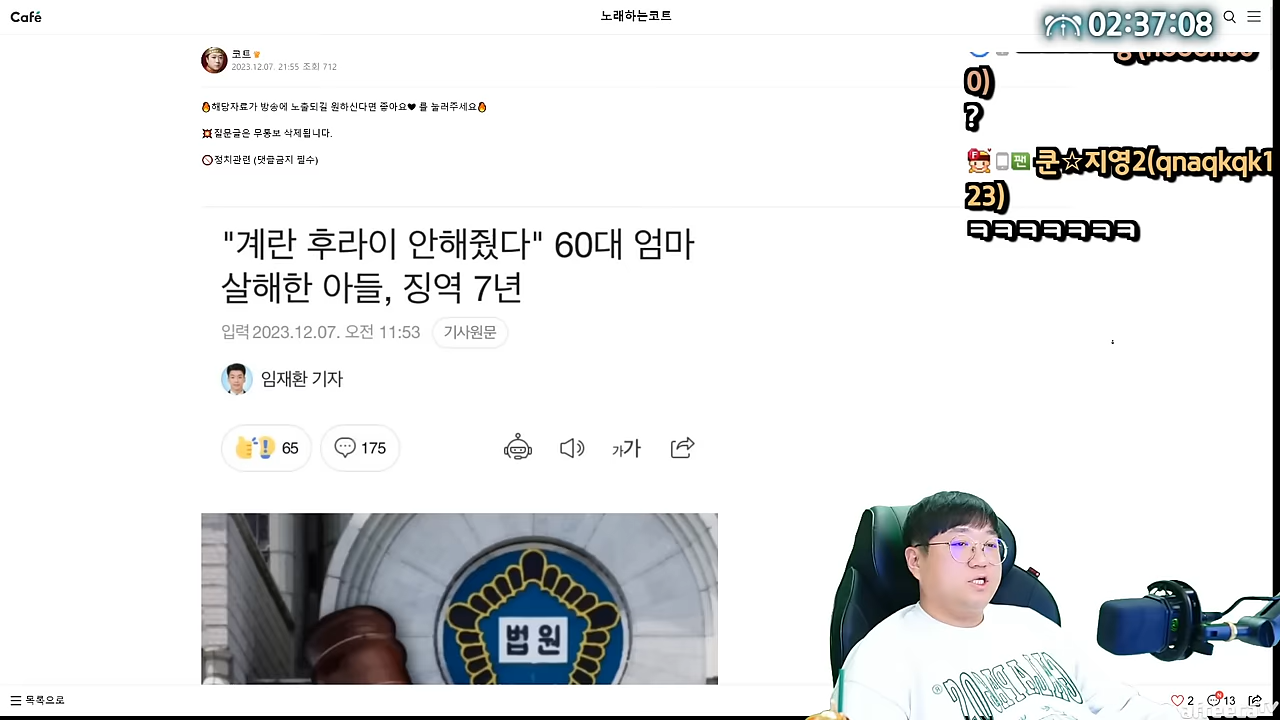 Café
노래하는코트
02:37:08
코트
2023.12.07. 21:55 조회 712
해당자료가 방송에 노출되길 원하신다면 좋아요❤ 를 눌러주세요
질문글은 무통보 삭제됩니다.
정치관련 (댓글금지 필수)
0)
?
팬 쿤☆지영2(qnaqkqk1
23)
ㅋㅋㅋㅋㅋㅋㅋ
"계란 후라이 안해줬다" 60대 엄마
살해한 아들, 징역 7년
입력 2023.12.07. 오전 11:53 기사원문
임재환 기자
65 175 가가
법원
목록으로
2 N 13
afreecaTV